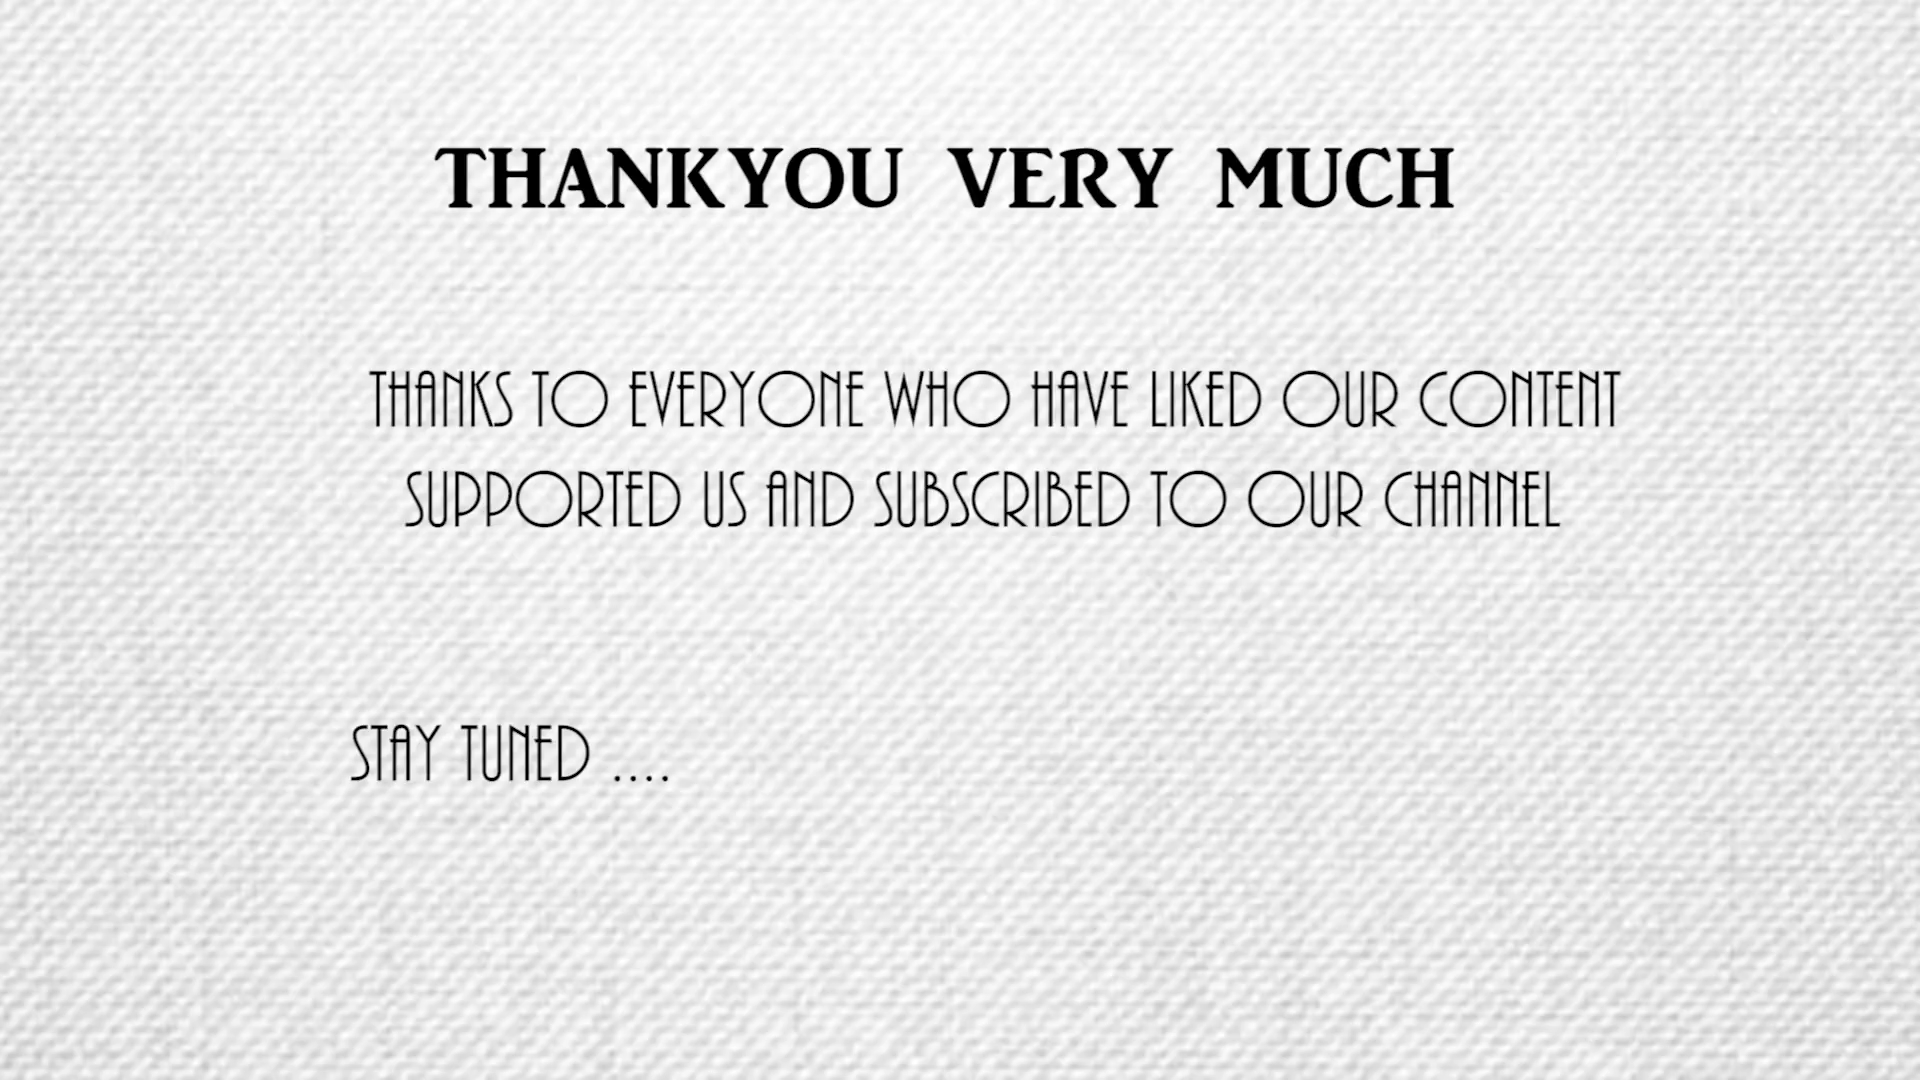 THANKYOU VERY MUCH
THANKS TO EVERYONE WHO HAVE LIKED OUR CONTENT
SUPPORTED US AND SUBSCRIBED TO OUR CHANNEL
STAY TUNED ....